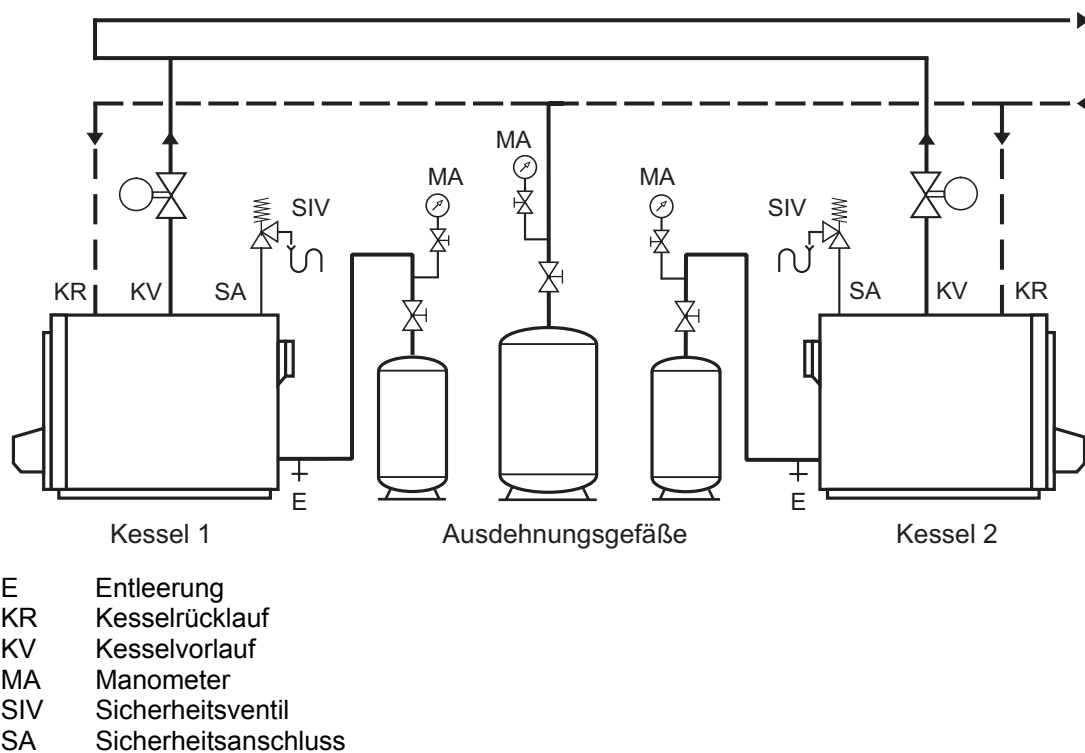 MA
MA
MA
SIV
SIV
KR
KV
SA
SA
KV
KR
E
E
Kessel 1
Ausdehnungsgefäße
Kessel 2
E Entleerung
KR Kesselrücklauf
KV Kesselvorlauf
MA Manometer
SIV Sicherheitsventil
SA Sicherheitsanschluss